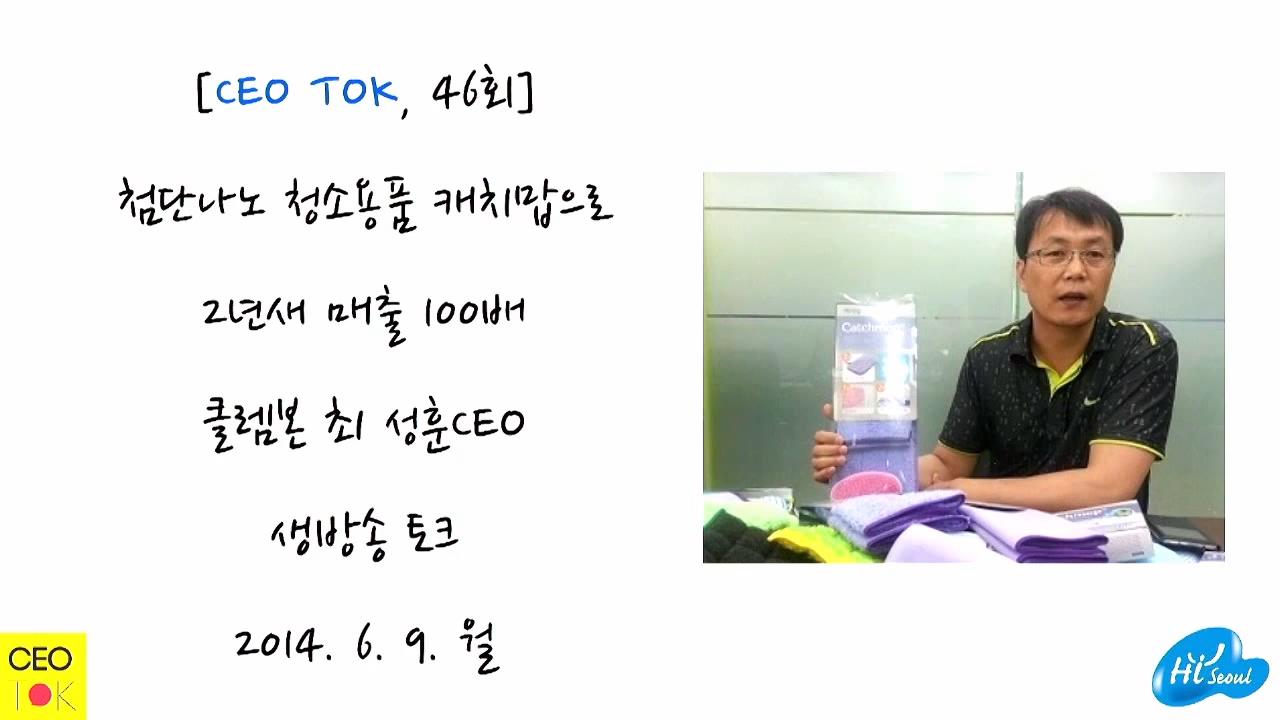 [CEO TOK, 46회]
첨단나노 청소용품 캐치맙으로
2년새 매출 100배
클렘본 최 성훈CEO
생방송 토크
2014. 6. 9. 월
Catchmop
CEO
TOK
Hi Seoul